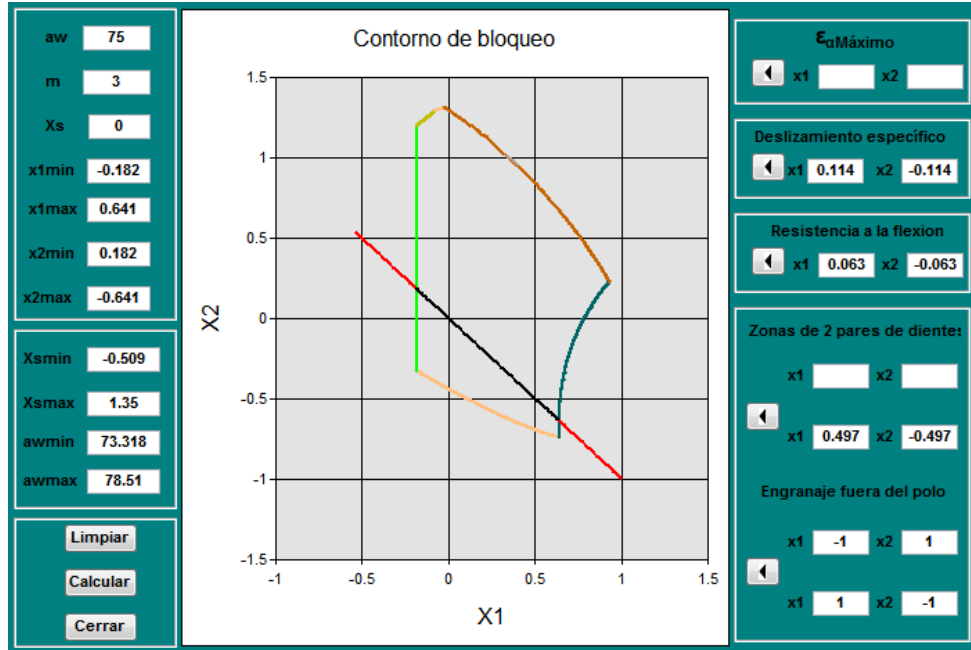 aw 75
m 3
Xs 0
x1min -0.182
x1max 0.641
x2min 0.182
x2max -0.641
Xsmin -0.509
Xsmax 1.35
awmin 73.318
awmax 78.51
Limpiar
Calcular
Cerrar
Contorno de bloqueo
1.5
1
0.5
0
-0.5
-1
-1.5
-1 -0.5 0 0.5 1 1.5
X2
X1
εαMáximo
x1 x2
Deslizamiento específico
x1 0.114 x2 -0.114
Resistencia a la flexion
x1 0.063 x2 -0.063
Zonas de 2 pares de dientes
x1 x2
x1 0.497 x2 -0.497
Engranaje fuera del polo
x1 -1 x2 1
x1 1 x2 -1